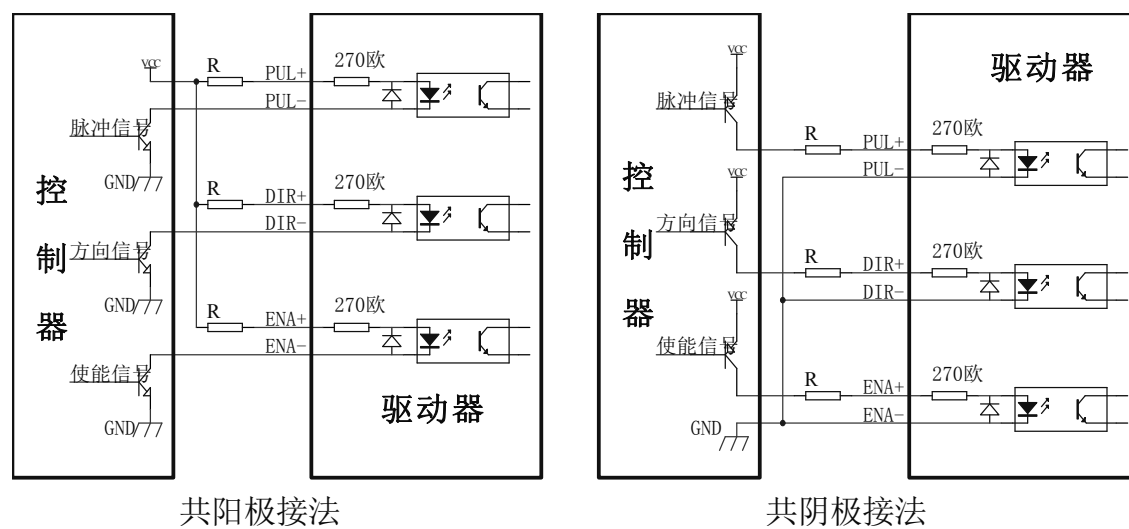 VCC
R
PUL+
270欧
PUL-
脉冲信号
GND
R
DIR+
270欧
DIR-
方向信号
GND
R
ENA+
270欧
ENA-
使能信号
GND
控制器
驱动器
共阳极接法
VCC
脉冲信号
R
PUL+
270欧
PUL-
VCC
方向信号
R
DIR+
270欧
DIR-
VCC
使能信号
R
ENA+
270欧
ENA-
GND
控制器
驱动器
共阴极接法